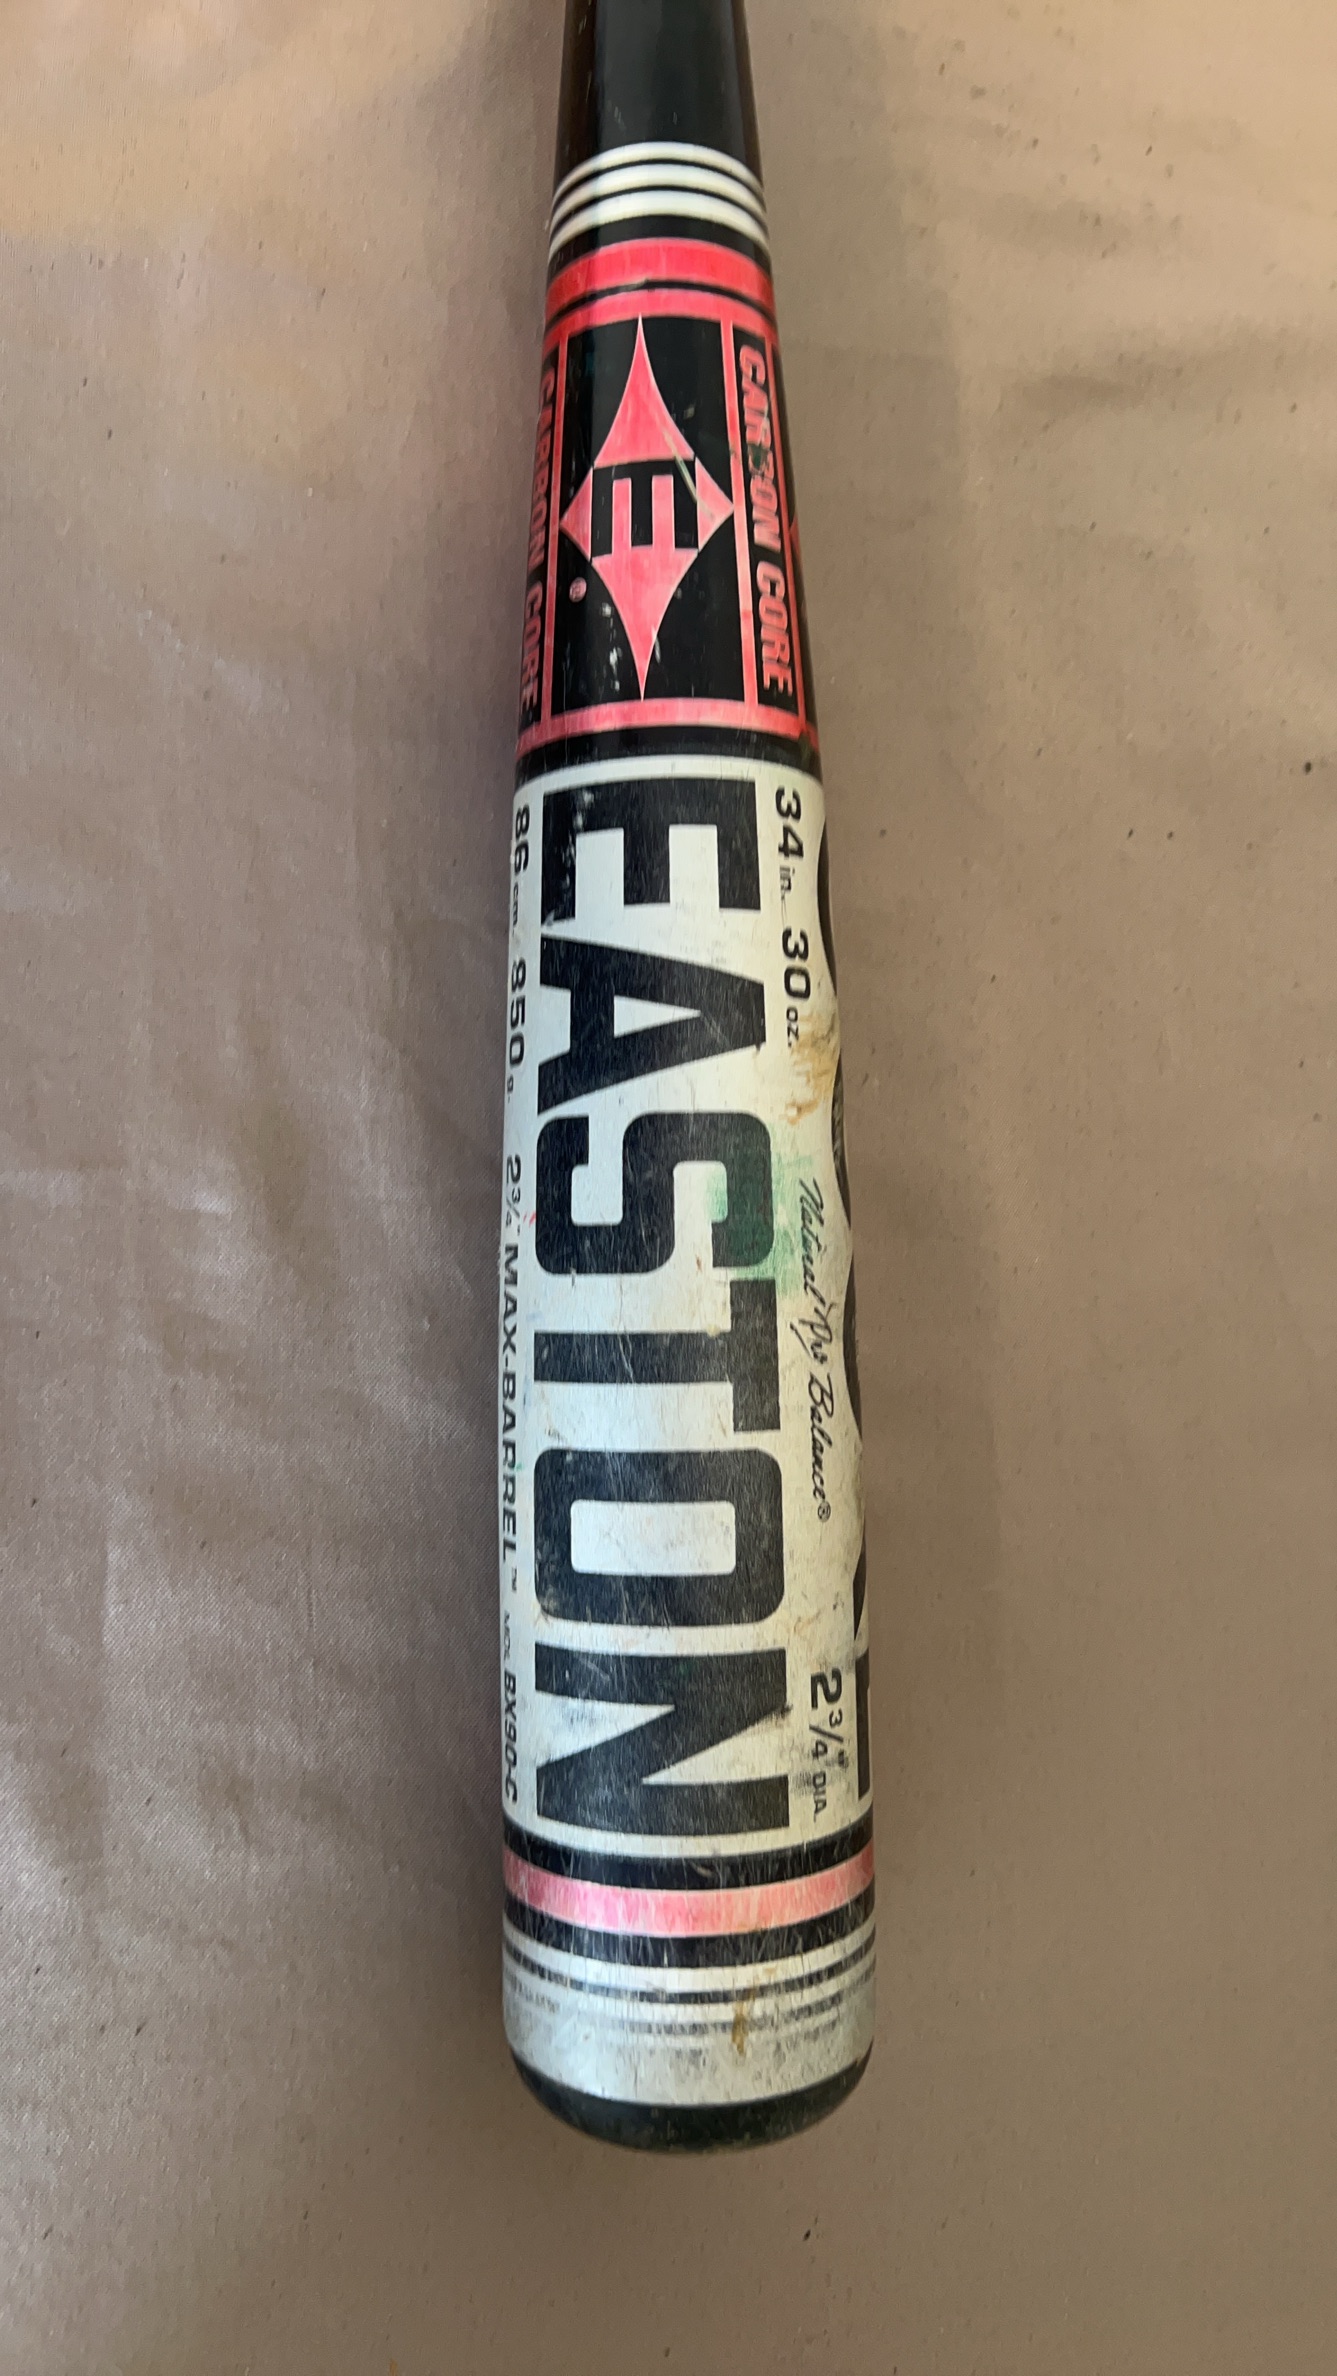 CARBON CORE
E
®
CARBON CORE
34 in. 30 oz.
Natural Pro Balance®
2 3/4" DIA.
EASTON
86 cm. 850 g. 2 3/4" MAX-BARREL™ MDL. BX90-C